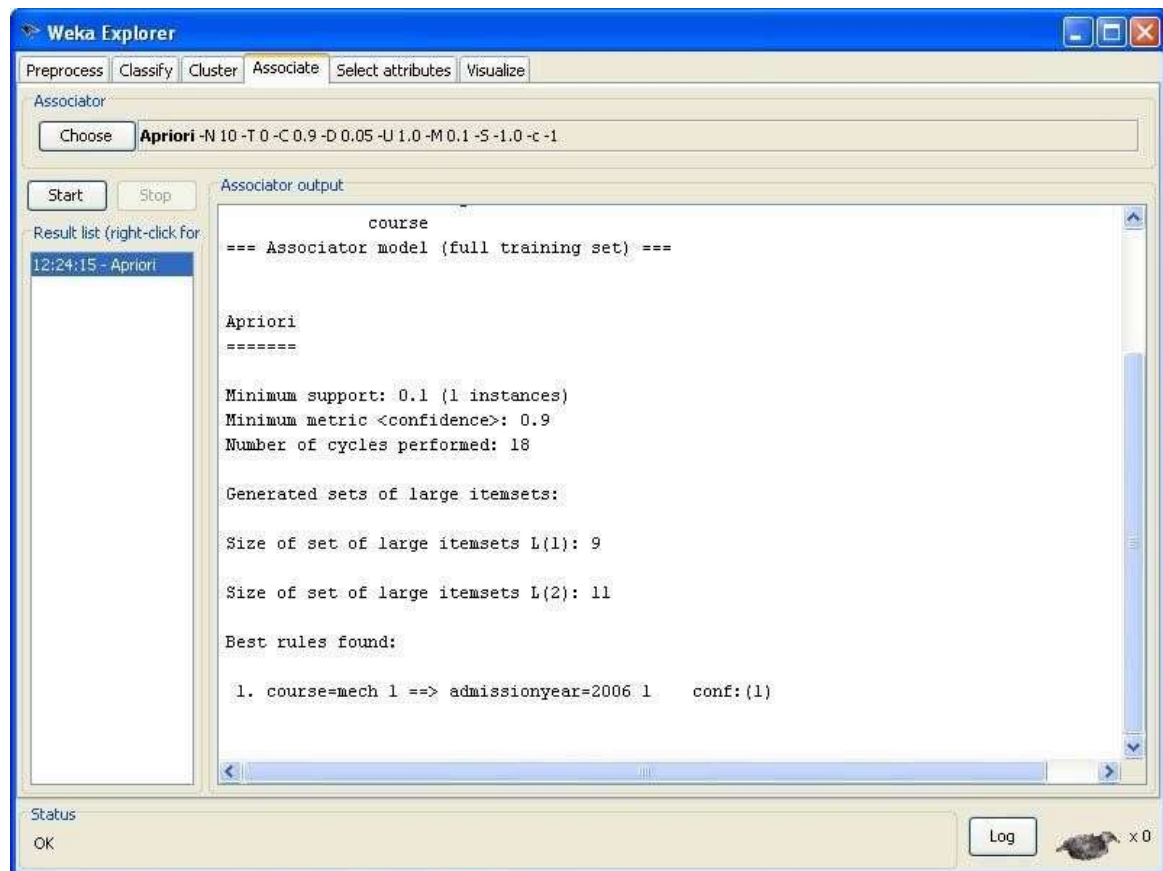 Weka Explorer
Preprocess Classify Cluster Associate Select attributes Visualize
Associator
Choose Apriori -N 10 -T 0 -C 0.9 -D 0.05 -U 1.0 -M 0.1 -S -1.0 -c -1
Start Stop
Result list (right-click for
12:24:15 - Apriori
Associator output
course
=== Associator model (full training set) ===
Apriori
=======
Minimum support: 0.1 (1 instances)
Minimum metric <confidence>: 0.9
Number of cycles performed: 18
Generated sets of large itemsets:
Size of set of large itemsets L(1): 9
Size of set of large itemsets L(2): 11
Best rules found:
1. course=mech 1 ==> admissionyear=2006 1 conf:(1)
Status
OK
Log
x 0